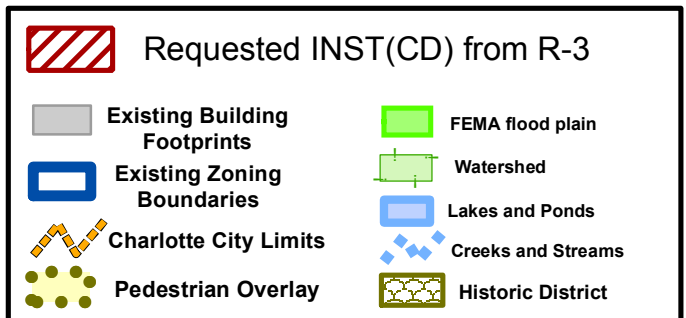 Requested INST(CD) from R-3
Existing Building
Footprints
Existing Zoning
Boundaries
Charlotte City Limits
Pedestrian Overlay
FEMA flood plain
Watershed
Lakes and Ponds
Creeks and Streams
Historic District